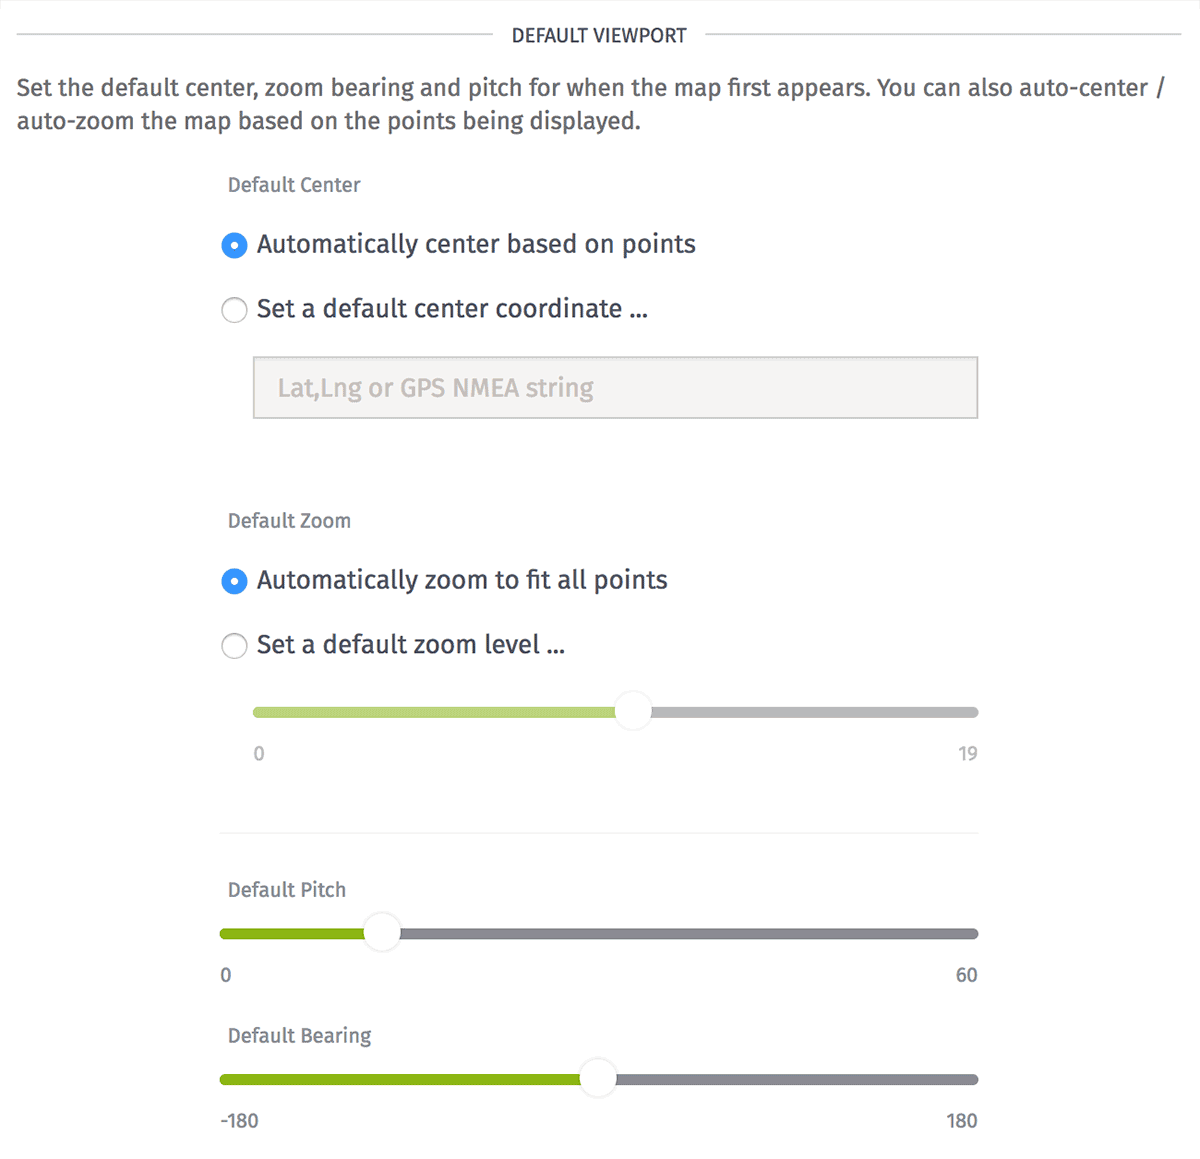 DEFAULT VIEWPORT
Set the default center, zoom bearing and pitch for when the map first appears. You can also auto-center /
auto-zoom the map based on the points being displayed.
Default Center
Automatically center based on points
Set a default center coordinate ...
Lat,Lng or GPS NMEA string
Default Zoom
Automatically zoom to fit all points
Set a default zoom level ...
0 19
Default Pitch
0 60
Default Bearing
-180 180